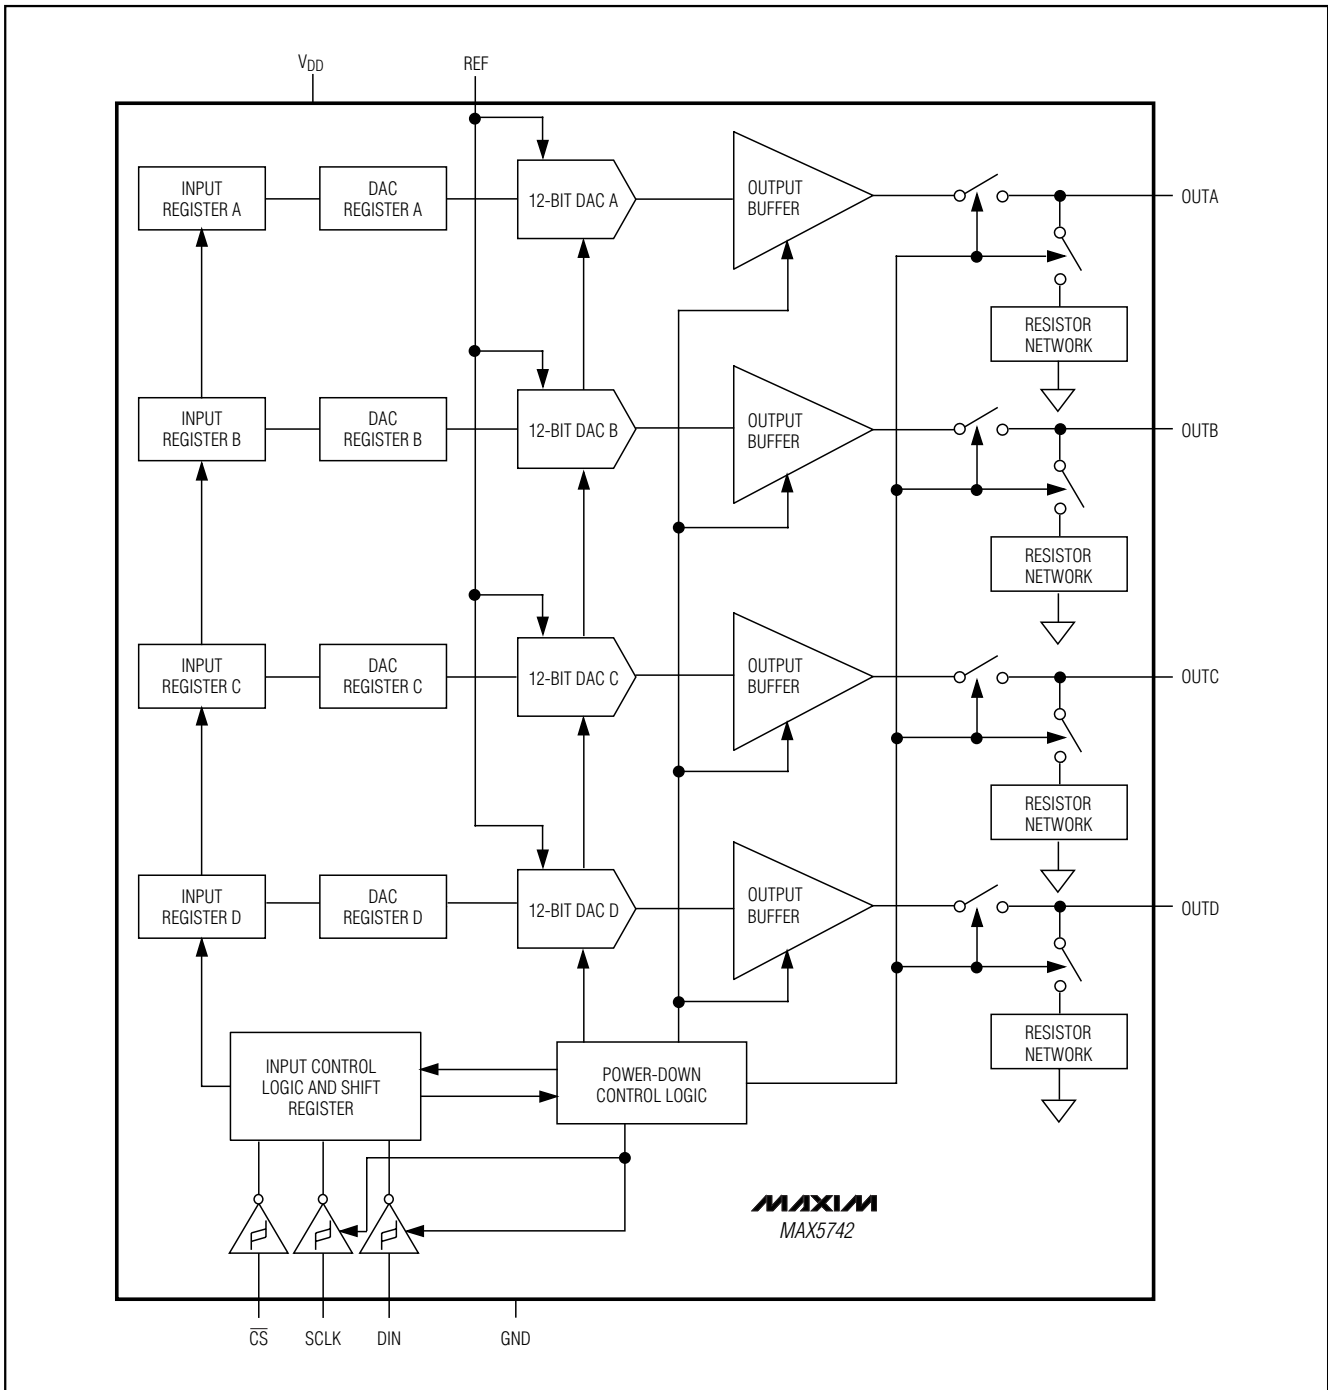 VDD
REF
INPUT
REGISTER A
DAC
REGISTER A
12-BIT DAC A
OUTPUT
BUFFER
OUTA
RESISTOR
NETWORK
INPUT
REGISTER B
DAC
REGISTER B
12-BIT DAC B
OUTPUT
BUFFER
OUTB
RESISTOR
NETWORK
INPUT
REGISTER C
DAC
REGISTER C
12-BIT DAC C
OUTPUT
BUFFER
OUTC
RESISTOR
NETWORK
INPUT
REGISTER D
DAC
REGISTER D
12-BIT DAC D
OUTPUT
BUFFER
OUTD
RESISTOR
NETWORK
INPUT CONTROL
LOGIC AND SHIFT
REGISTER
POWER-DOWN
CONTROL LOGIC
MAXIM
MAX5742
CS
SCLK
DIN
GND